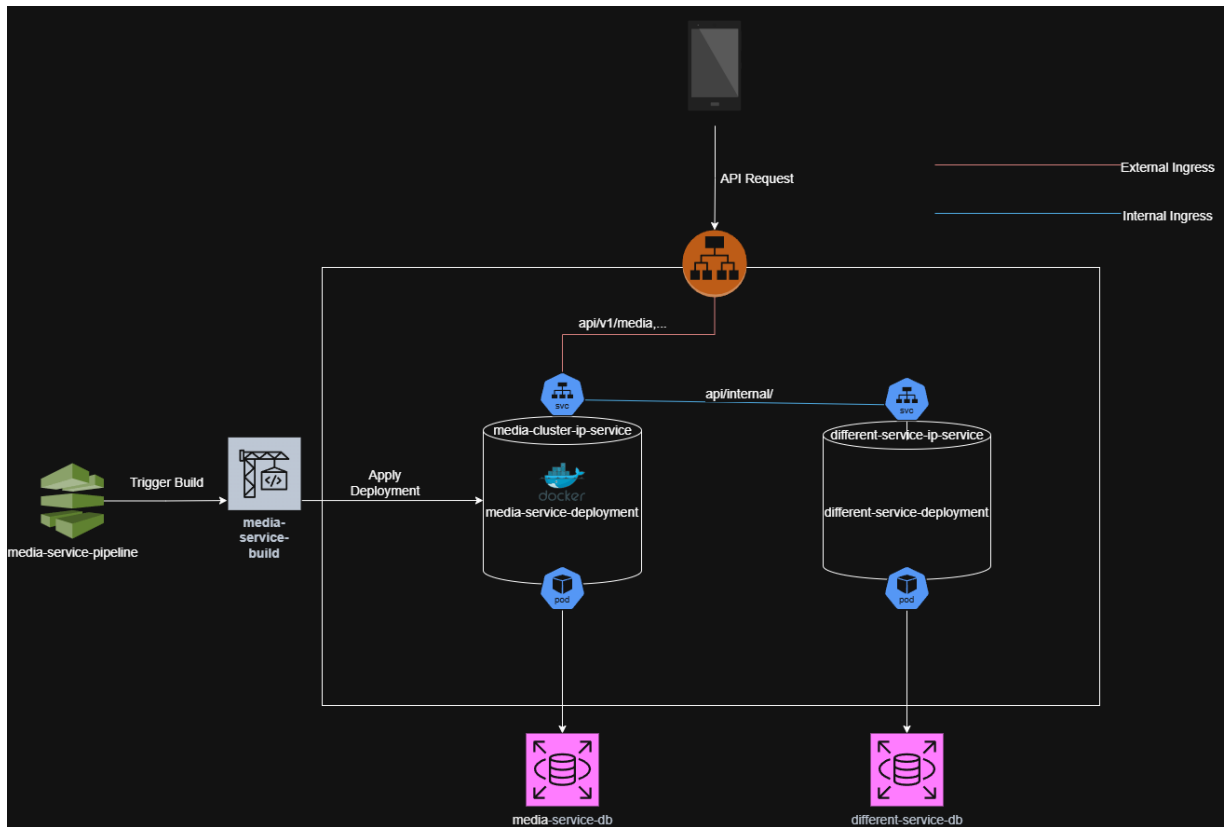 API Request
External Ingress
Internal Ingress
api/v1/media,...
svc
api/internal/
svc
media-cluster-ip-service
different-service-ip-service
docker
Trigger Build
Apply
Deployment
media-service-deployment
different-service-deployment
media-service-pipeline
media-
service-
build
pod
pod
media-service-db
different-service-db